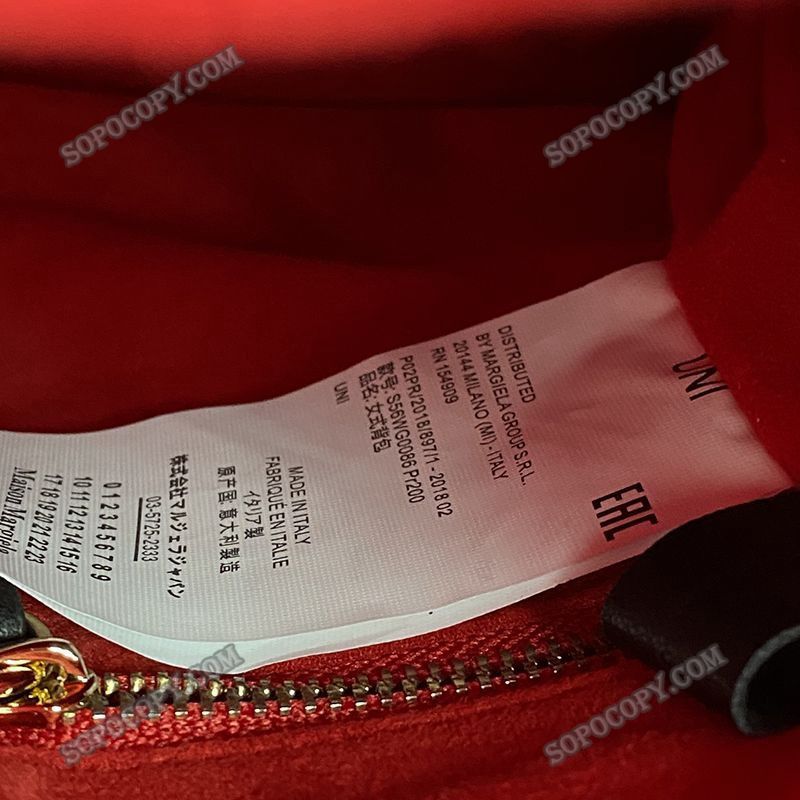 SOPOCOPY.COM
SOPOCOPY.COM
UNI
EAC
DISTRIBUTED
BY MARGIELA GROUP S.R.L.
20144 MILANO (MI) -ITALY
RN 154909
P02PR/2018/897/1- 2018 02
款号: S56WG0086 Pr200
品名: 女式背包
UNI
MADE IN ITALY
FABRIQUÉ EN ITALIE
イタリア製
原产国: 意大利製造
株式会社マルジェラジャパン
03-5725-2333
0 1 2 3 4 5 6 7 8 9
10 11 12 13 14 15 16
17 18 19 20 21 22 23
Maison Margiela
SOPOCOPY.COM
SOPOCOPY.COM